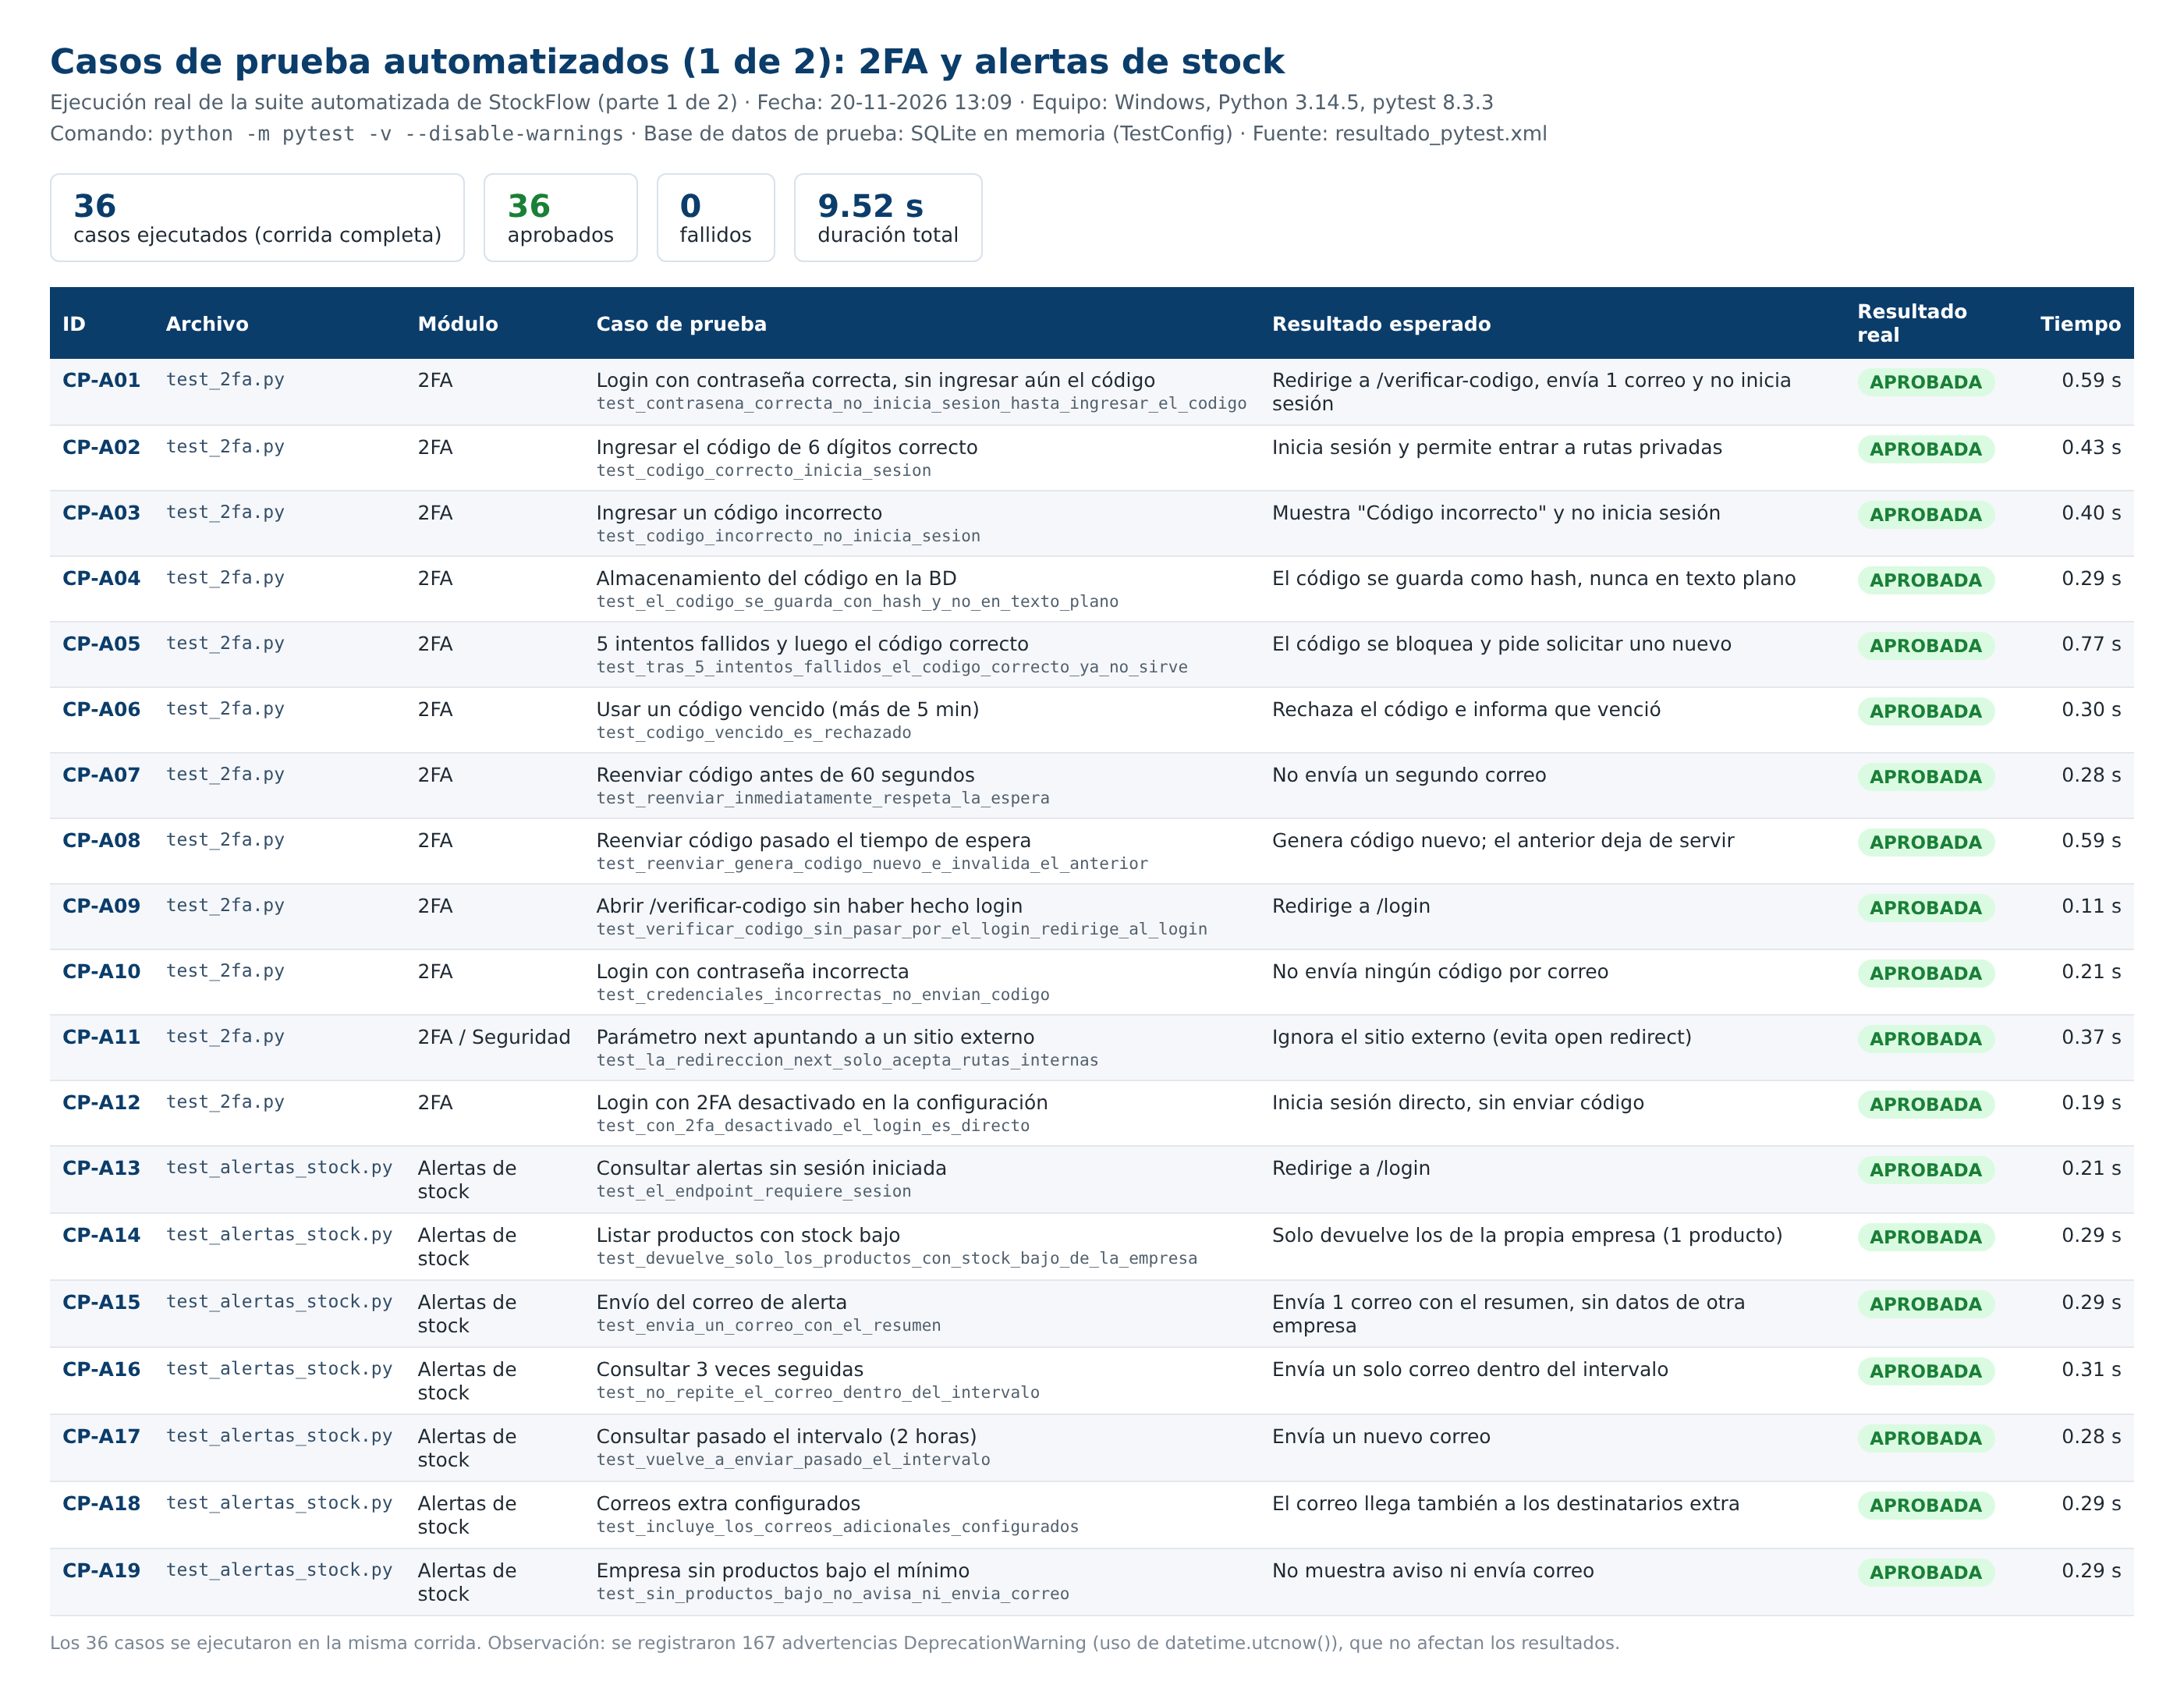 Casos de prueba automatizados (1 de 2): 2FA y alertas de stock
Ejecución real de la suite automatizada de StockFlow (parte 1 de 2) · Fecha: 20-11-2026 13:09 · Equipo: Windows, Python 3.14.5, pytest 8.3.3
Comando: python -m pytest -v --disable-warnings · Base de datos de prueba: SQLite en memoria (TestConfig) · Fuente: resultado_pytest.xml
36
casos ejecutados (corrida completa)
36
aprobados
0
fallidos
9.52 s
duración total
ID Archivo Módulo Caso de prueba Resultado esperado Resultado real Tiempo
CP-A01 test_2fa.py 2FA Login con contraseña correcta, sin ingresar aún el código Redirige a /verificar-codigo, envía 1 correo y no inicia APROBADA 0.59 s
test_contrasena_correcta_no_inicia_sesion_hasta_ingresar_el_codigo sesión
CP-A02 test_2fa.py 2FA Ingresar el código de 6 dígitos correcto Inicia sesión y permite entrar a rutas privadas APROBADA 0.43 s
test_codigo_correcto_inicia_sesion
CP-A03 test_2fa.py 2FA Ingresar un código incorrecto Muestra "Código incorrecto" y no inicia sesión APROBADA 0.40 s
test_codigo_incorrecto_no_inicia_sesion
CP-A04 test_2fa.py 2FA Almacenamiento del código en la BD El código se guarda como hash, nunca en texto plano APROBADA 0.29 s
test_el_codigo_se_guarda_con_hash_y_no_en_texto_plano
CP-A05 test_2fa.py 2FA 5 intentos fallidos y luego el código correcto El código se bloquea y pide solicitar uno nuevo APROBADA 0.77 s
test_tras_5_intentos_fallidos_el_codigo_correcto_ya_no_sirve
CP-A06 test_2fa.py 2FA Usar un código vencido (más de 5 min) Rechaza el código e informa que venció APROBADA 0.30 s
test_codigo_vencido_es_rechazado
CP-A07 test_2fa.py 2FA Reenviar código antes de 60 segundos No envía un segundo correo APROBADA 0.28 s
test_reenviar_inmediatamente_respeta_la_espera
CP-A08 test_2fa.py 2FA Reenviar código pasado el tiempo de espera Genera código nuevo; el anterior deja de servir APROBADA 0.59 s
test_reenviar_genera_codigo_nuevo_e_invalida_el_anterior
CP-A09 test_2fa.py 2FA Abrir /verificar-codigo sin haber hecho login Redirige a /login APROBADA 0.11 s
test_verificar_codigo_sin_pasar_por_el_login_redirige_al_login
CP-A10 test_2fa.py 2FA Login con contraseña incorrecta No envía ningún código por correo APROBADA 0.21 s
test_credenciales_incorrectas_no_envian_codigo
CP-A11 test_2fa.py 2FA / Seguridad Parámetro next apuntando a un sitio externo Ignora el sitio externo (evita open redirect) APROBADA 0.37 s
test_la_redireccion_next_solo_acepta_rutas_internas
CP-A12 test_2fa.py 2FA Login con 2FA desactivado en la configuración Inicia sesión directo, sin enviar código APROBADA 0.19 s
test_con_2fa_desactivado_el_login_es_directo
CP-A13 test_alertas_stock.py Alertas de Consultar alertas sin sesión iniciada Redirige a /login APROBADA 0.21 s
stock test_el_endpoint_requiere_sesion
CP-A14 test_alertas_stock.py Alertas de Listar productos con stock bajo Solo devuelve los de la propia empresa (1 producto) APROBADA 0.29 s
stock test_devuelve_solo_los_productos_con_stock_bajo_de_la_empresa
CP-A15 test_alertas_stock.py Alertas de Envío del correo de alerta Envía 1 correo con el resumen, sin datos de otra APROBADA 0.29 s
stock test_envia_un_correo_con_el_resumen empresa
CP-A16 test_alertas_stock.py Alertas de Consultar 3 veces seguidas Envía un solo correo dentro del intervalo APROBADA 0.31 s
stock test_no_repite_el_correo_dentro_del_intervalo
CP-A17 test_alertas_stock.py Alertas de Consultar pasado el intervalo (2 horas) Envía un nuevo correo APROBADA 0.28 s
stock test_vuelve_a_enviar_pasado_el_intervalo
CP-A18 test_alertas_stock.py Alertas de Correos extra configurados El correo llega también a los destinatarios extra APROBADA 0.29 s
stock test_incluye_los_correos_adicionales_configurados
CP-A19 test_alertas_stock.py Alertas de Empresa sin productos bajo el mínimo No muestra aviso ni envía correo APROBADA 0.29 s
stock test_sin_productos_bajo_no_avisa_ni_envia_correo
Los 36 casos se ejecutaron en la misma corrida. Observación: se registraron 167 advertencias DeprecationWarning (uso de datetime.utcnow()), que no afectan los resultados.